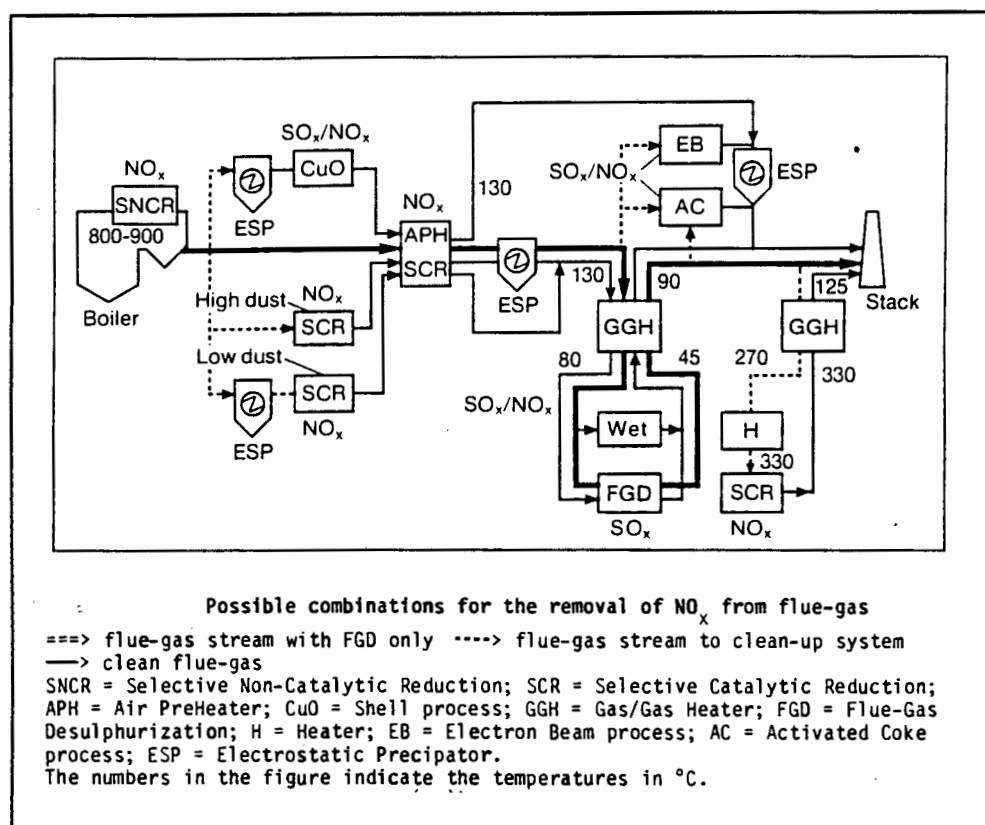 SOx/NOx
EB
NOx
CuO
SOx/NOx
ESP
SNCR
130
ESP
NOx
AC
800-900
APH
SCR
130
90
125
High dust
NOx
ESP
Stack
Boiler
SCR
GGH
GGH
Low dust
80
45
270
330
SCR
SOx/NOx
NOx
Wet
H
ESP
330
FGD
SCR
SOx
NOx
Possible combinations for the removal of NOx from flue-gas
===> flue-gas stream with FGD only ----> flue-gas stream to clean-up system
—> clean flue-gas
SNCR = Selective Non-Catalytic Reduction; SCR = Selective Catalytic Reduction;
APH = Air PreHeater; CuO = Shell process; GGH = Gas/Gas Heater; FGD = Flue-Gas
Desulphurization; H = Heater; EB = Electron Beam process; AC = Activated Coke
process; ESP = Electrostatic Precipator.
The numbers in the figure indicate the temperatures in °C.